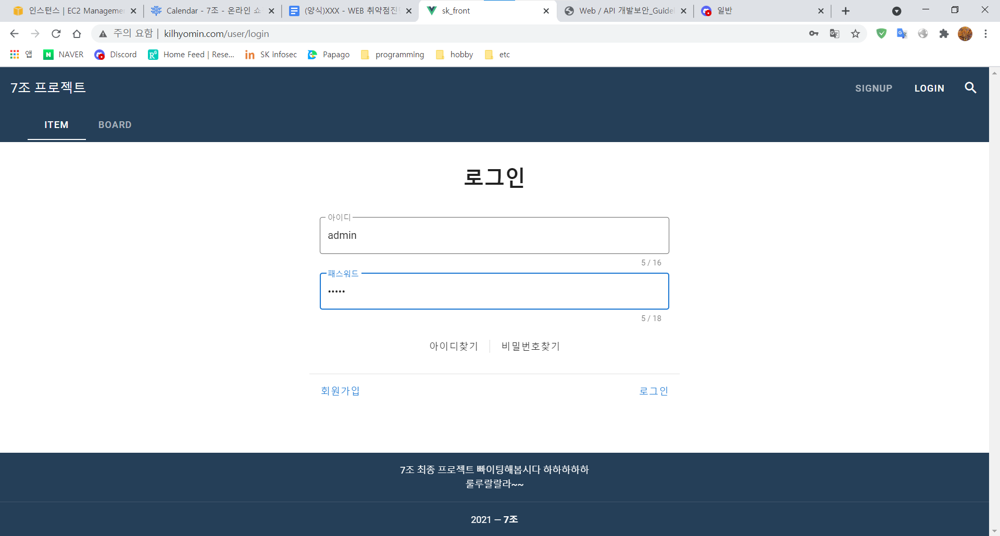 인스턴스 | EC2 Manageme
Calendar - 7조 - 온라인 쇼
(양식)XXX - WEB 취약점진
sk_front
Web / API 개발보안_Guide
일반
주의 요함 | kilhyomin.com/user/login
앱
NAVER
Discord
Home Feed | Rese...
SK infosec
Papago
programming
hobby
etc
7조 프로젝트
SIGNUP
LOGIN
ITEM
BOARD
로그인
아이디
admin
5 / 16
패스워드
•••••
5 / 18
아이디찾기
비밀번호찾기
회원가입
로그인
7조 최종 프로젝트 빠이팅해봅시다 하하하하하
룰루랄랄라~~
2021 — 7조